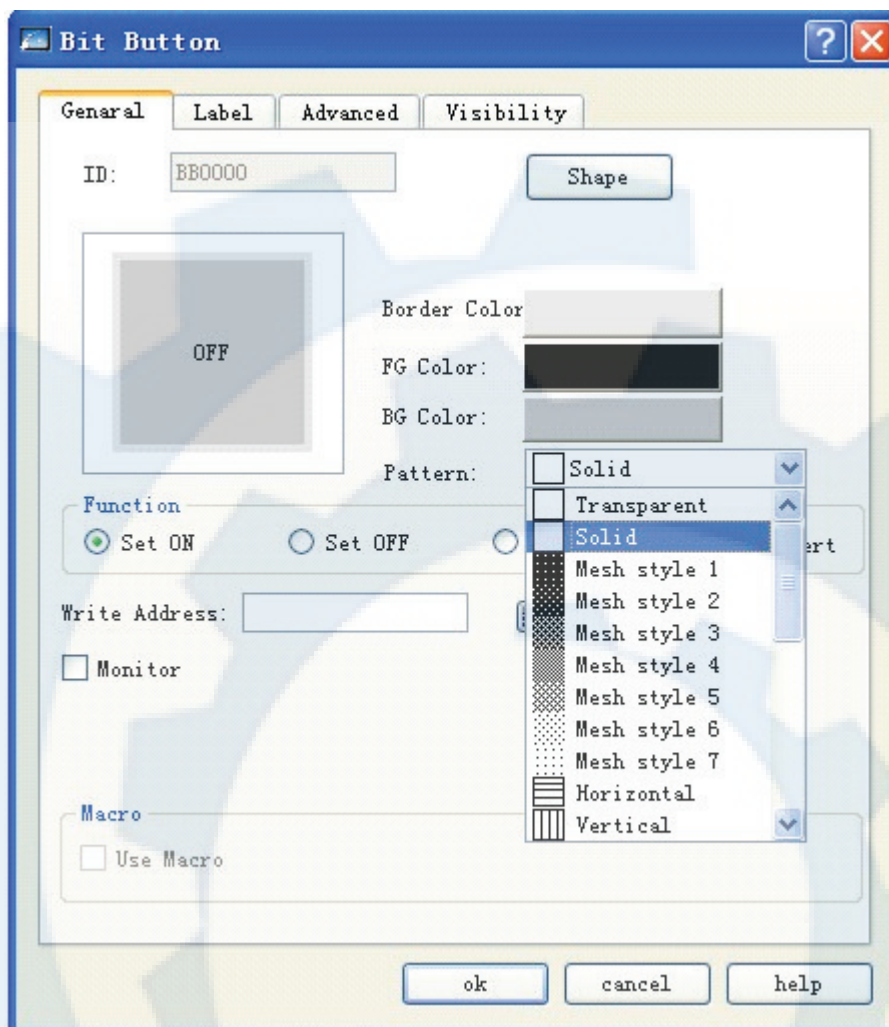 Bit Button
Genaral Label Advanced Visibility
ID: BB0000 Shape
OFF
Border Color
FG Color:
BG Color:
Pattern: Solid
Transparent
Solid
Mesh style 1
Mesh style 2
Mesh style 3
Mesh style 4
Mesh style 5
Mesh style 6
Mesh style 7
Horizontal
Vertical
Function
Set ON Set OFF ert
Write Address:
Monitor
Macro
Use Macro
ok cancel help